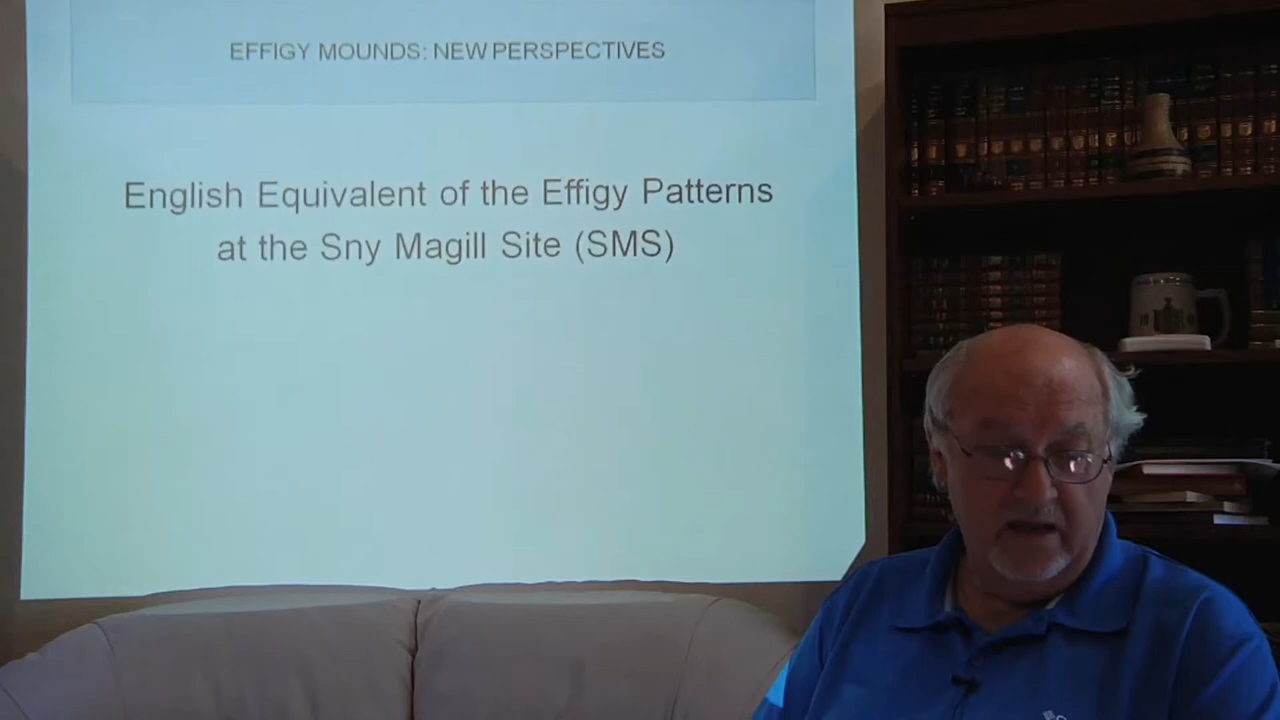 EFFIGY MOUNDS: NEW PERSPECTIVES
English Equivalent of the Effigy Patterns
at the Sny Magill Site (SMS)